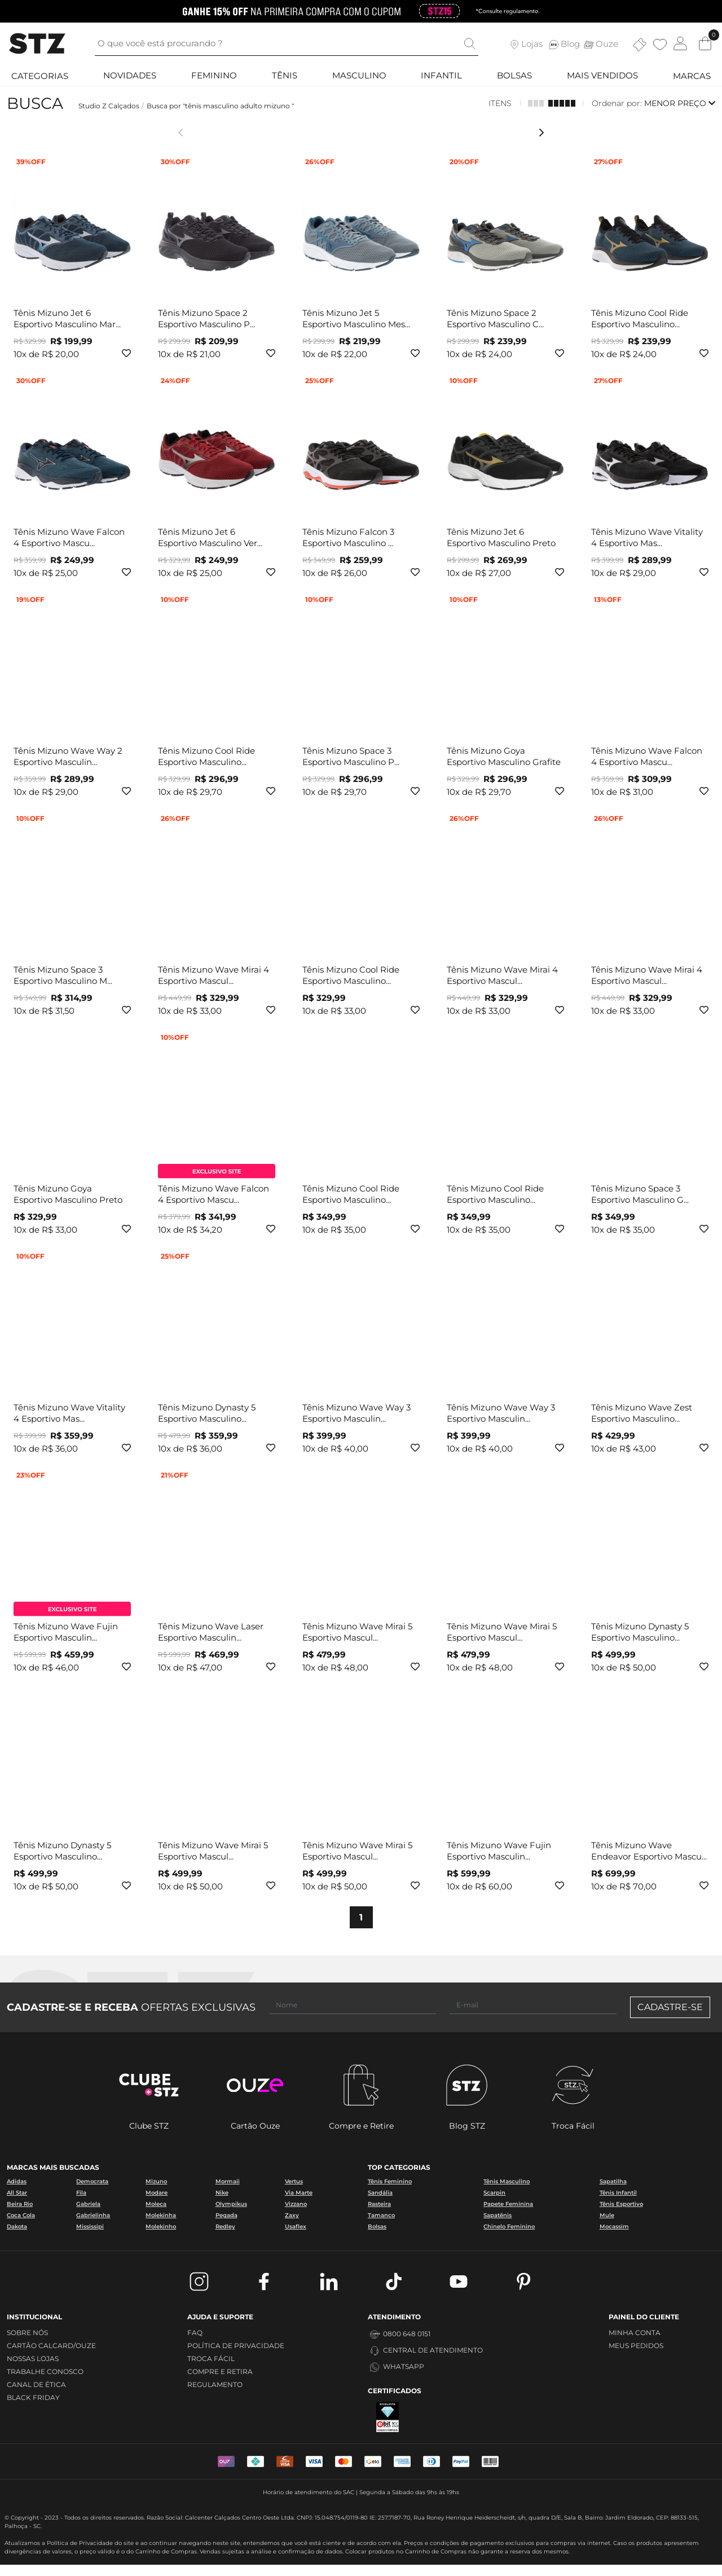 GANHE 15% OFF NA PRIMEIRA COMPRA COM O CUPOM STZ15 *Consulte regulamento.
STZ
O que você está procurando ?
Lojas Blog Ouze 0
CATEGORIAS NOVIDADES FEMININO TÊNIS MASCULINO INFANTIL BOLSAS MAIS VENDIDOS MARCAS
BUSCA Studio Z Calçados / Busca por "tênis masculino adulto mizuno " ITENS Ordenar por: MENOR PREÇO
39%OFF 30%OFF 26%OFF 20%OFF 27%OFF
Tênis Mizuno Jet 6 Tênis Mizuno Space 2 Tênis Mizuno Jet 5 Tênis Mizuno Space 2 Tênis Mizuno Cool Ride
Esportivo Masculino Mar... Esportivo Masculino P... Esportivo Masculino Mes... Esportivo Masculino C... Esportivo Masculino...
R$ 329,99 R$ 199,99 R$ 299,99 R$ 209,99 R$ 299,99 R$ 219,99 R$ 299,99 R$ 239,99 R$ 329,99 R$ 239,99
10x de R$ 20,00 10x de R$ 21,00 10x de R$ 22,00 10x de R$ 24,00 10x de R$ 24,00
30%OFF 24%OFF 25%OFF 10%OFF 27%OFF
Tênis Mizuno Wave Falcon Tênis Mizuno Jet 6 Tênis Mizuno Falcon 3 Tênis Mizuno Jet 6 Tênis Mizuno Wave Vitality
4 Esportivo Mascu... Esportivo Masculino Ver... Esportivo Masculino ... Esportivo Masculino Preto 4 Esportivo Mas...
R$ 359,99 R$ 249,99 R$ 329,99 R$ 249,99 R$ 349,99 R$ 259,99 R$ 299,99 R$ 269,99 R$ 399,99 R$ 289,99
10x de R$ 25,00 10x de R$ 25,00 10x de R$ 26,00 10x de R$ 27,00 10x de R$ 29,00
19%OFF 10%OFF 10%OFF 10%OFF 13%OFF
Tênis Mizuno Wave Way 2 Tênis Mizuno Cool Ride Tênis Mizuno Space 3 Tênis Mizuno Goya Tênis Mizuno Wave Falcon
Esportivo Masculin... Esportivo Masculino... Esportivo Masculino P... Esportivo Masculino Grafite 4 Esportivo Mascu...
R$ 359,99 R$ 289,99 R$ 329,99 R$ 296,99 R$ 329,99 R$ 296,99 R$ 329,99 R$ 296,99 R$ 359,99 R$ 309,99
10x de R$ 29,00 10x de R$ 29,70 10x de R$ 29,70 10x de R$ 29,70 10x de R$ 31,00
10%OFF 26%OFF 26%OFF 26%OFF
Tênis Mizuno Space 3 Tênis Mizuno Wave Mirai 4 Tênis Mizuno Cool Ride Tênis Mizuno Wave Mirai 4 Tênis Mizuno Wave Mirai 4
Esportivo Masculino M... Esportivo Mascul... Esportivo Masculino... Esportivo Mascul... Esportivo Mascul...
R$ 349,99 R$ 314,99 R$ 449,99 R$ 329,99 R$ 329,99 R$ 449,99 R$ 329,99 R$ 449,99 R$ 329,99
10x de R$ 31,50 10x de R$ 33,00 10x de R$ 33,00 10x de R$ 33,00 10x de R$ 33,00
10%OFF
EXCLUSIVO SITE
Tênis Mizuno Goya Tênis Mizuno Wave Falcon Tênis Mizuno Cool Ride Tênis Mizuno Cool Ride Tênis Mizuno Space 3
Esportivo Masculino Preto 4 Esportivo Mascu... Esportivo Masculino... Esportivo Masculino... Esportivo Masculino G...
R$ 329,99 R$ 379,99 R$ 341,99 R$ 349,99 R$ 349,99 R$ 349,99
10x de R$ 33,00 10x de R$ 34,20 10x de R$ 35,00 10x de R$ 35,00 10x de R$ 35,00
10%OFF 25%OFF
Tênis Mizuno Wave Vitality Tênis Mizuno Dynasty 5 Tênis Mizuno Wave Way 3 Tênis Mizuno Wave Way 3 Tênis Mizuno Wave Zest
4 Esportivo Mas... Esportivo Masculino... Esportivo Masculin... Esportivo Masculin... Esportivo Masculino...
R$ 399,99 R$ 359,99 R$ 479,99 R$ 359,99 R$ 399,99 R$ 399,99 R$ 429,99
10x de R$ 36,00 10x de R$ 36,00 10x de R$ 40,00 10x de R$ 40,00 10x de R$ 43,00
23%OFF 21%OFF
EXCLUSIVO SITE
Tênis Mizuno Wave Fujin Tênis Mizuno Wave Laser Tênis Mizuno Wave Mirai 5 Tênis Mizuno Wave Mirai 5 Tênis Mizuno Dynasty 5
Esportivo Masculin... Esportivo Masculin... Esportivo Mascul... Esportivo Mascul... Esportivo Masculino...
R$ 599,99 R$ 459,99 R$ 599,99 R$ 469,99 R$ 479,99 R$ 479,99 R$ 499,99
10x de R$ 46,00 10x de R$ 47,00 10x de R$ 48,00 10x de R$ 48,00 10x de R$ 50,00
Tênis Mizuno Dynasty 5 Tênis Mizuno Wave Mirai 5 Tênis Mizuno Wave Mirai 5 Tênis Mizuno Wave Fujin Tênis Mizuno Wave
Esportivo Masculino... Esportivo Mascul... Esportivo Mascul... Esportivo Masculin... Endeavor Esportivo Mascu...
R$ 499,99 R$ 499,99 R$ 499,99 R$ 599,99 R$ 699,99
10x de R$ 50,00 10x de R$ 50,00 10x de R$ 50,00 10x de R$ 60,00 10x de R$ 70,00
1
CADASTRE-SE E RECEBA OFERTAS EXCLUSIVAS Nome E-mail CADASTRE-SE
CLUBE STZ OUZE STZ stz.
Clube STZ Cartão Ouze Compre e Retire Blog STZ Troca Fácil
MARCAS MAIS BUSCADAS TOP CATEGORIAS
Adidas Democrata Mizuno Mormaii Vertus Tênis Feminino Tênis Masculino Sapatilha
All Star Fila Modare Nike Via Marte Sandália Scarpin Tênis Infantil
Beira Rio Gabriela Moleca Olympikus Vizzano Rasteira Papete Feminina Tênis Esportivo
Coca Cola Gabrielinha Molekinha Pegada Zaxy Tamanco Sapatênis Mule
Dakota Mississipi Molekinho Redley Usaflex Bolsas Chinelo Feminino Mocassim
INSTITUCIONAL AJUDA E SUPORTE ATENDIMENTO PAINEL DO CLIENTE
SOBRE NÓS FAQ 0800 648 0151 MINHA CONTA
CARTÃO CALCARD/OUZE POLÍTICA DE PRIVACIDADE CENTRAL DE ATENDIMENTO MEUS PEDIDOS
NOSSAS LOJAS TROCA FÁCIL WHATSAPP
TRABALHE CONOSCO COMPRE E RETIRA
CANAL DE ÉTICA REGULAMENTO
BLACK FRIDAY
CERTIFICADOS
VISA elo PayPal
Horário de atendimento do SAC | Segunda a Sábado das 9hs às 19hs
© Copyright - 2023 - Todos os direitos reservados. Razão Social: Calcenter Calçados Centro Oeste Ltda. CNPJ: 15.048.754/0119-80 IE: 257.7187-70, Rua Roney Henrique Heiderscheidt, s/n, quadra D/E, Sala B, Bairro: Jardim Eldorado, CEP: 88133-515, Palhoça - SC.
Atualizamos a Política de Privacidade do site e ao continuar navegando neste site, entendemos que você está ciente e de acordo com ela. Preços e condições de pagamento exclusivos para compras via internet. Caso os produtos apresentem divergências de valores, o preço válido é o do Carrinho de Compras. Vendas sujeitas a análise e confirmação de dados. Colocar produtos no Carrinho de Compras não garante a reserva dos mesmos.